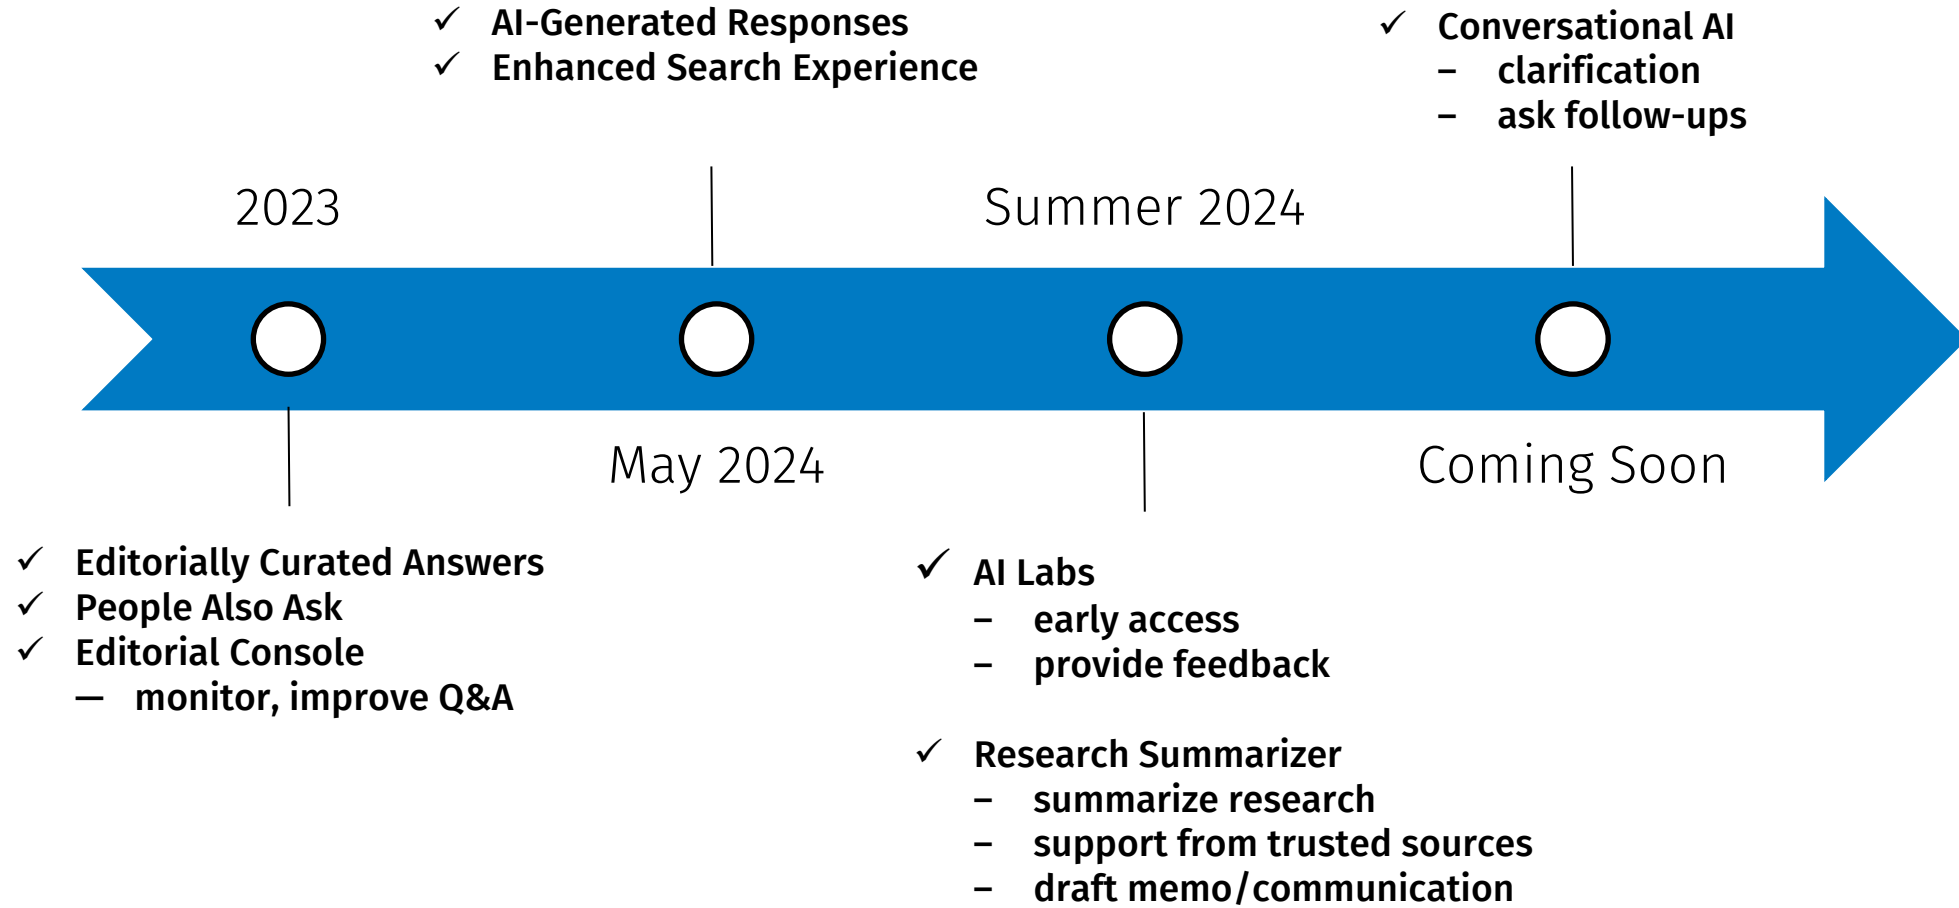 ✓ AI-Generated Responses
✓ Enhanced Search Experience
✓ Conversational AI
– clarification
– ask follow-ups
2023
Summer 2024
May 2024
Coming Soon
✓ Editorially Curated Answers
✓ People Also Ask
✓ Editorial Console
— monitor, improve Q&A
✓ AI Labs
– early access
– provide feedback
✓ Research Summarizer
– summarize research
– support from trusted sources
– draft memo/communication